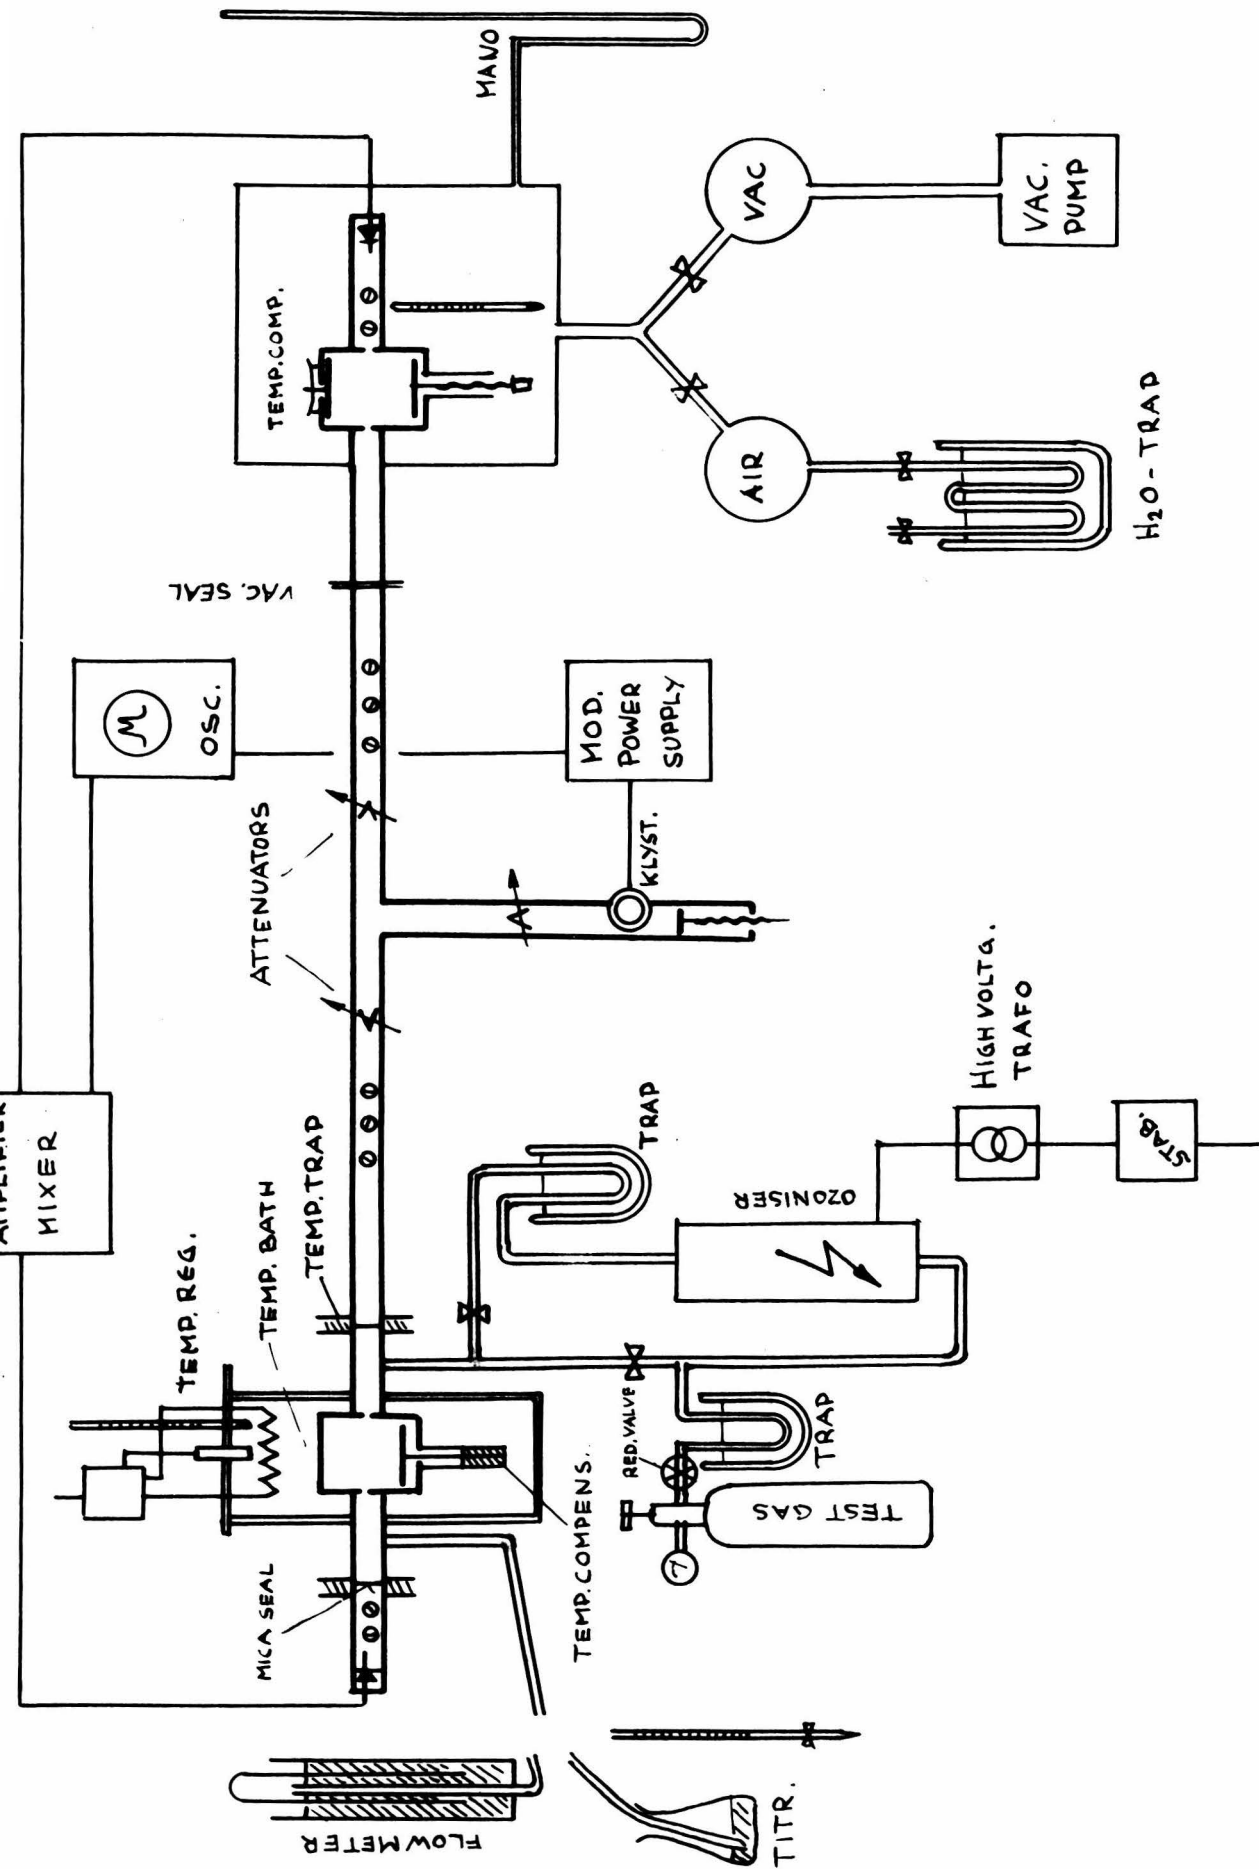 MANO
TEMP.COMP.
VAC
VAC.
PUMP
AIR
H2O-TRAP
VAC. SEAL
OSC.
MOD.
POWER
SUPPLY
KLYST.
ATTENUATORS
AMPLIFIER
MIXER
HIGH VOLTG.
TRAFO
STAB.
OZONISER
TRAP
TEMP.TRAP
TEMP. BATH
TEMP. REG.
RED.VALVE
TRAP
TEST GAS
TEMP.COMPENS.
MICA SEAL
FLOWMETER
TITR.